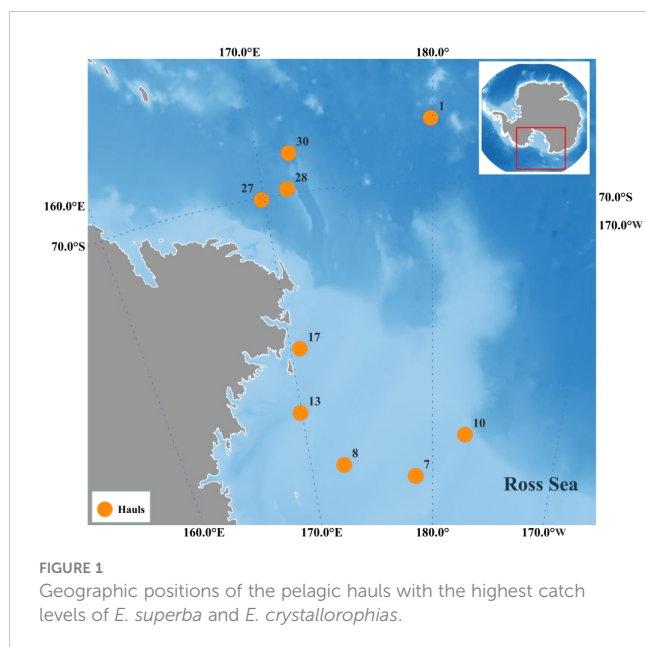 170.0°E 180.0°
1
30
28
27
70.0°S
160.0°E
170.0°W
70.0°S
17
13
10
8
7
Ross Sea
Hauls
160.0°E 170.0°E 180.0° 170.0°W
FIGURE 1
Geographic positions of the pelagic hauls with the highest catch
levels of E. superba and E. crystallorophias.